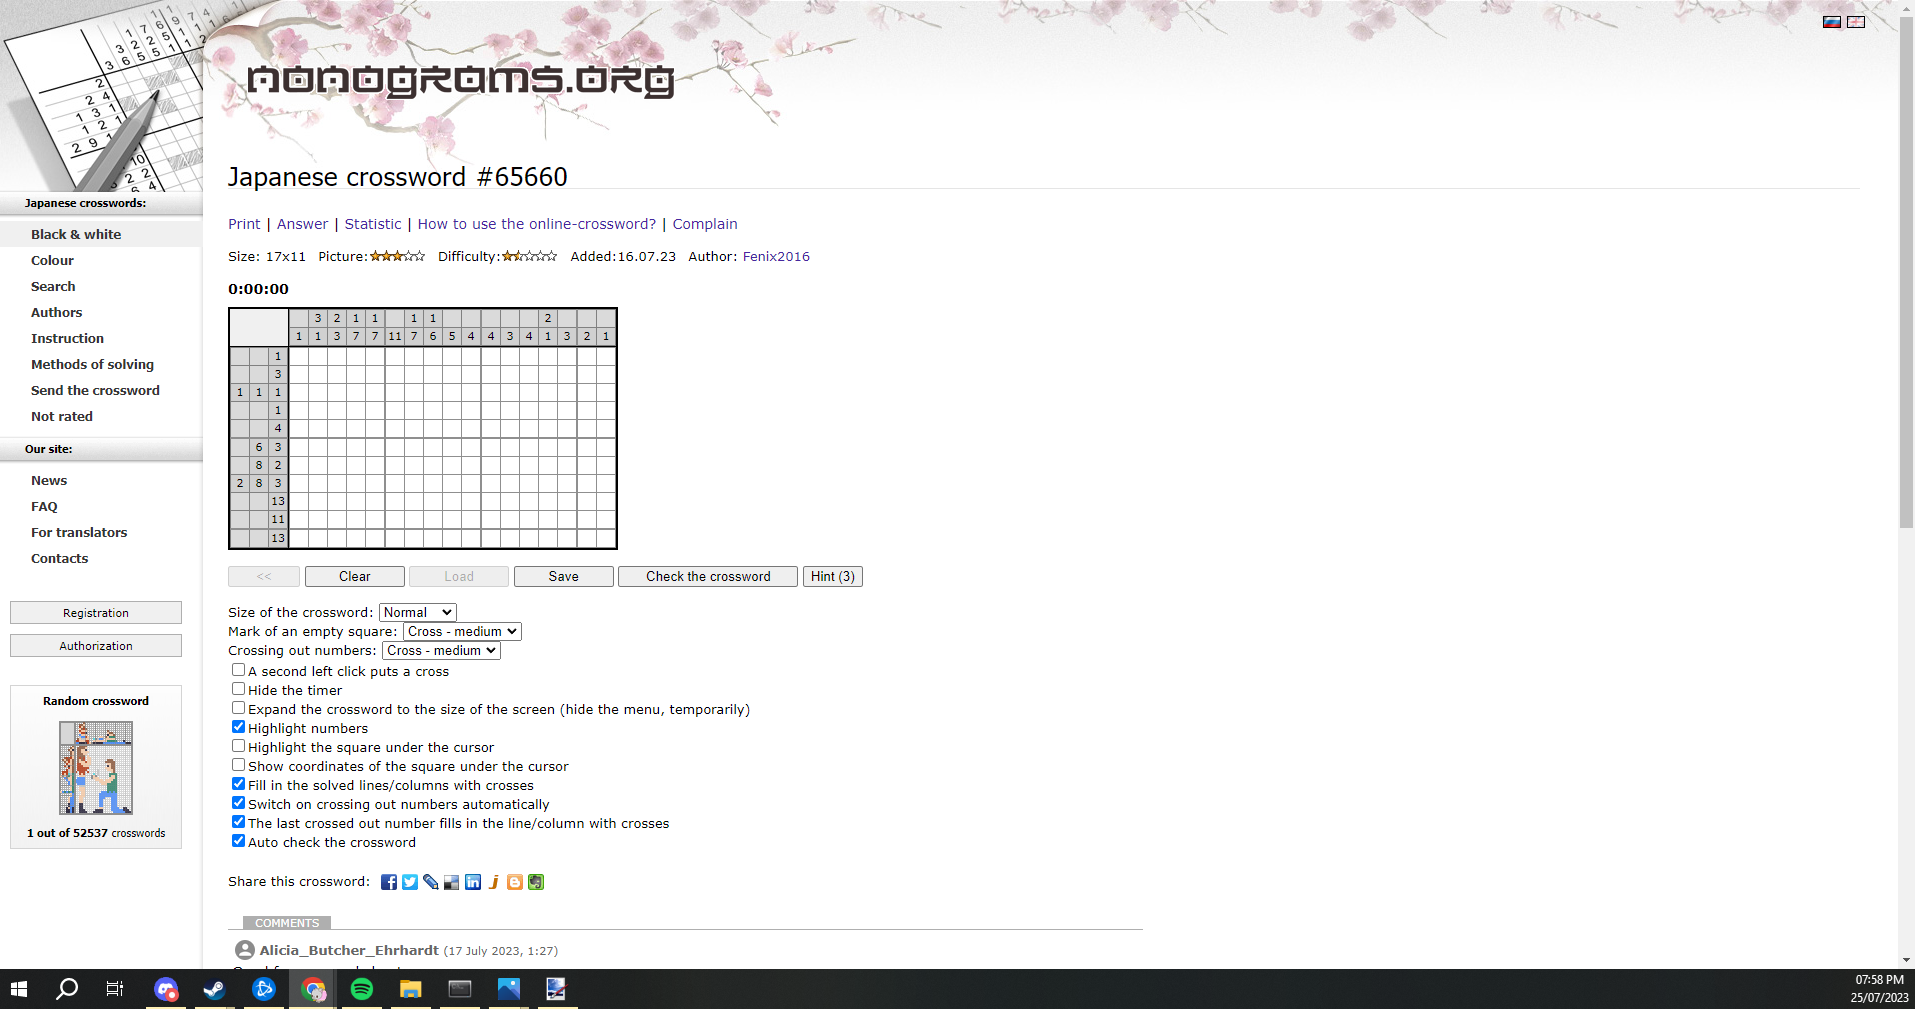 nonograms.org
Japanese crossword #65660
Japanese crosswords:
Black & white
Colour
Search
Authors
Instruction
Methods of solving
Send the crossword
Not rated
Our site:
News
FAQ
For translators
Contacts
Registration
Authorization
Random crossword
1 out of 52537 crosswords
Print | Answer | Statistic | How to use the online-crossword? | Complain
Size: 17x11 Picture: Difficulty: Added:16.07.23 Author: Fenix2016
0:00:00
3 2 1 1 1 1 2
1 1 3 7 7 11 7 6 5 4 4 3 4 1 3 2 1
1
3
1 1 1
1
4
6 3
8 2
2 8 3
13
11
13
<< Clear Load Save Check the crossword Hint (3)
Size of the crossword: Normal
Mark of an empty square: Cross - medium
Crossing out numbers: Cross - medium
A second left click puts a cross
Hide the timer
Expand the crossword to the size of the screen (hide the menu, temporarily)
Highlight numbers
Highlight the square under the cursor
Show coordinates of the square under the cursor
Fill in the solved lines/columns with crosses
Switch on crossing out numbers automatically
The last crossed out number fills in the line/column with crosses
Auto check the crossword
Share this crossword:
COMMENTS
Alicia_Butcher_Ehrhardt (17 July 2023, 1:27)
07:58 PM
25/07/2023